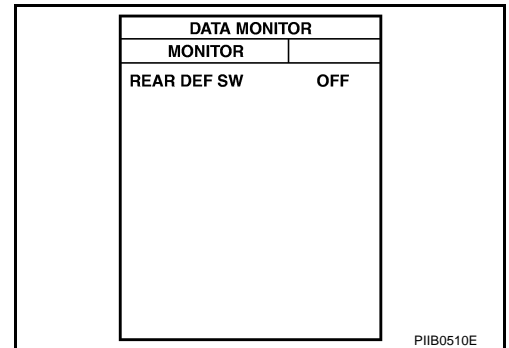 DATA MONITOR
MONITOR
REAR DEF SW OFF
PIIB0510E